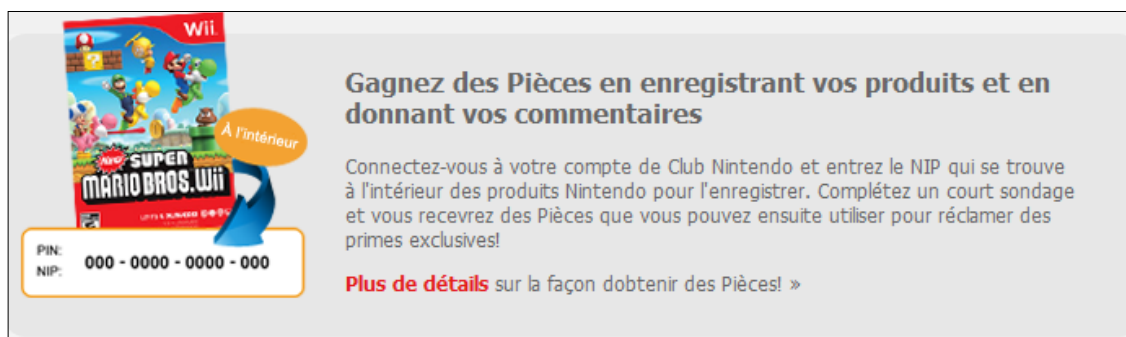 Wii
À l'intérieur
New SUPER
MARIO BROS.Wii
PIN:
NIP:
000 - 0000 - 0000 - 000
Gagnez des Pièces en enregistrant vos produits et en
donnant vos commentaires
Connectez-vous à votre compte de Club Nintendo et entrez le NIP qui se trouve
à l'intérieur des produits Nintendo pour l'enregistrer. Complétez un court sondage
et vous recevrez des Pièces que vous pouvez ensuite utiliser pour réclamer des
primes exclusives!
Plus de détails sur la façon dobtenir des Pièces! »